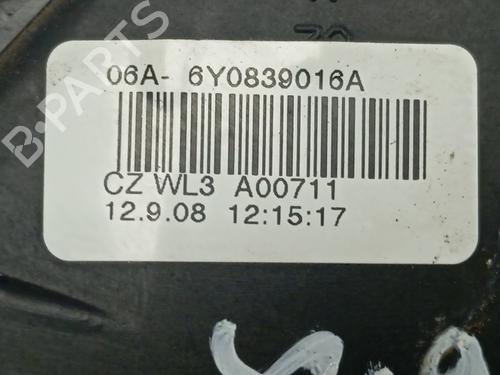 06A- 6Y0839016A
CZ WL3 A00711
12.9.08 12:15:17
B-PARTS